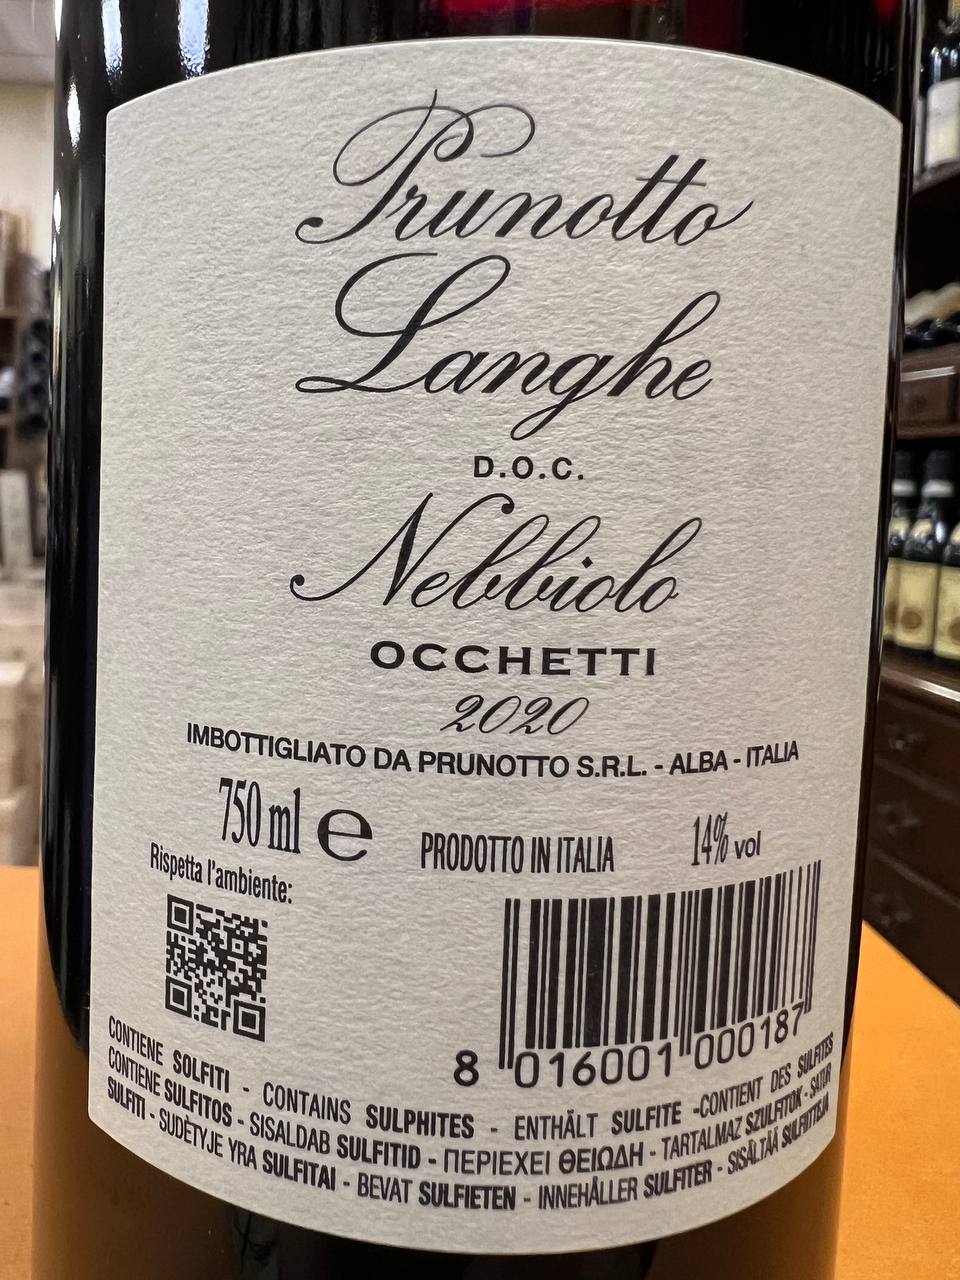 Prunotto
Langhe
D.O.C.
Nebbiolo
OCCHETTI
2020
IMBOTTIGLIATO DA PRUNOTTO S.R.L. - ALBA - ITALIA
750 ml e PRODOTTO IN ITALIA 14% vol
Rispetta l'ambiente:
8 016001 000187
CONTIENE SOLFITI - CONTAINS SULPHITES - ENTHÄLT SULFITE -CONTIENT DES SULFITES
CONTIENE SULFITOS - SISALDAB SULFITID - ΠΕΡΙΕΧΕΙ ΘΕΙΩΔΗ - TARTALMAZ SZULFITOK - SATUR
SULFITI - SUDĖTYJE YRA SULFITAI - BEVAT SULFIETEN - INNEHÅLLER SULFITER - SISÄLTÄÄ SULFIITTEJA